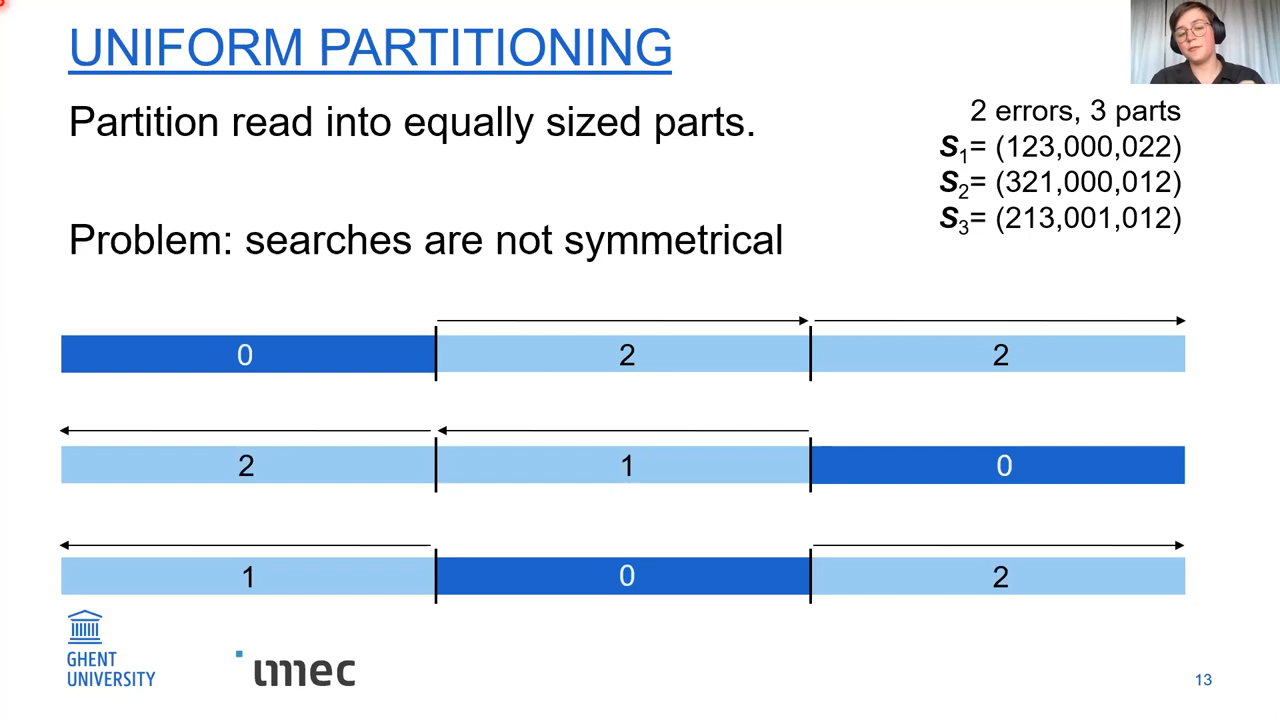 UNIFORM PARTITIONING
Partition read into equally sized parts.
2 errors, 3 parts
S1= (123,000,022)
S2= (321,000,012)
S3= (213,001,012)
Problem: searches are not symmetrical
0 2 2
2 1 0
1 0 2
GHENT
UNIVERSITY
imec
13